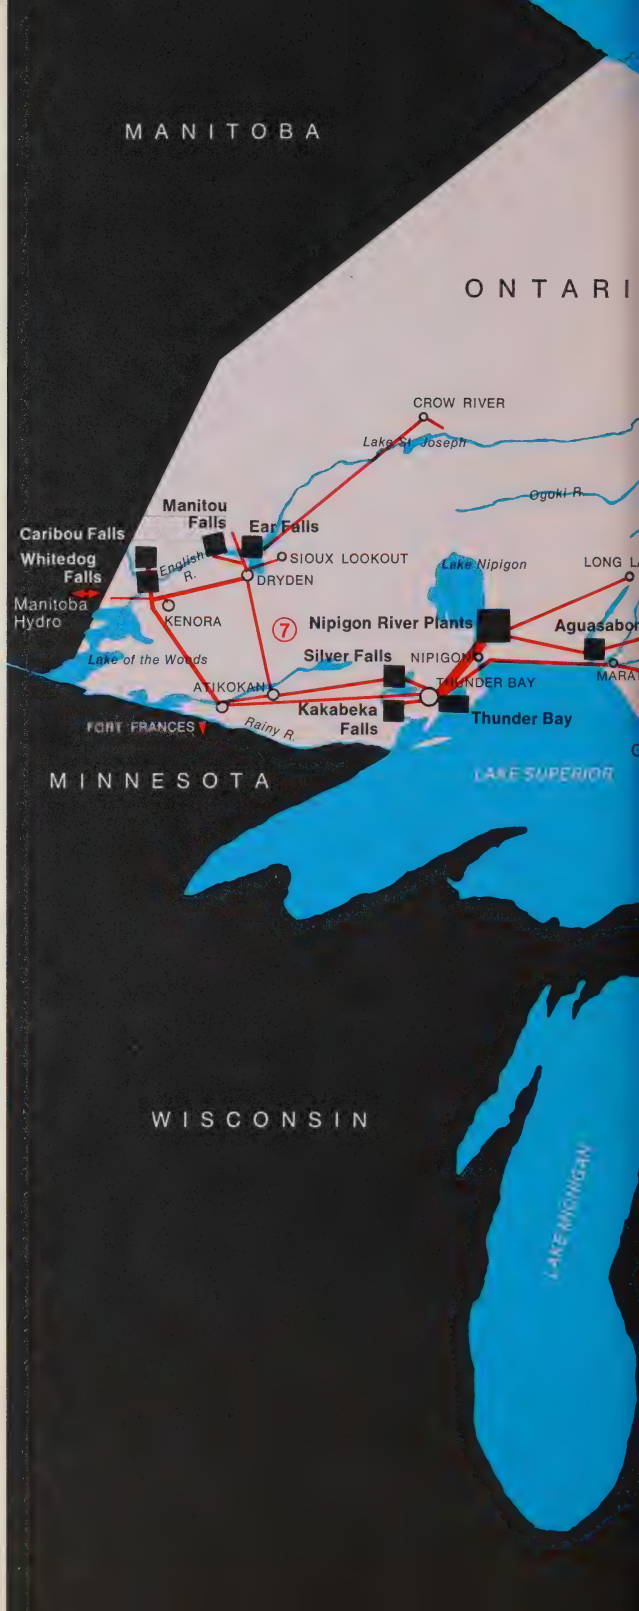 MANITOBA
ONTARI
CROW RIVER
Lake St. Joseph
Ogoki R.
Manitou
Falls
Ear Falls
Caribou Falls
Whitedog
Falls
English
R.
SIOUX LOOKOUT
DRYDEN
Lake Nipigon
LONG LA
Manitoba
Hydro
KENORA
7
Nipigon River Plants
Aguasabon
Lake of the Woods
Silver Falls
NIPIGON
MARAT
ATIKOKAN
THUNDER BAY
Kakabeka
Falls
Thunder Bay
FORT FRANCES
Rainy R.
MINNESOTA
LAKE SUPERIOR
WISCONSIN
LAKE MICHIGAN